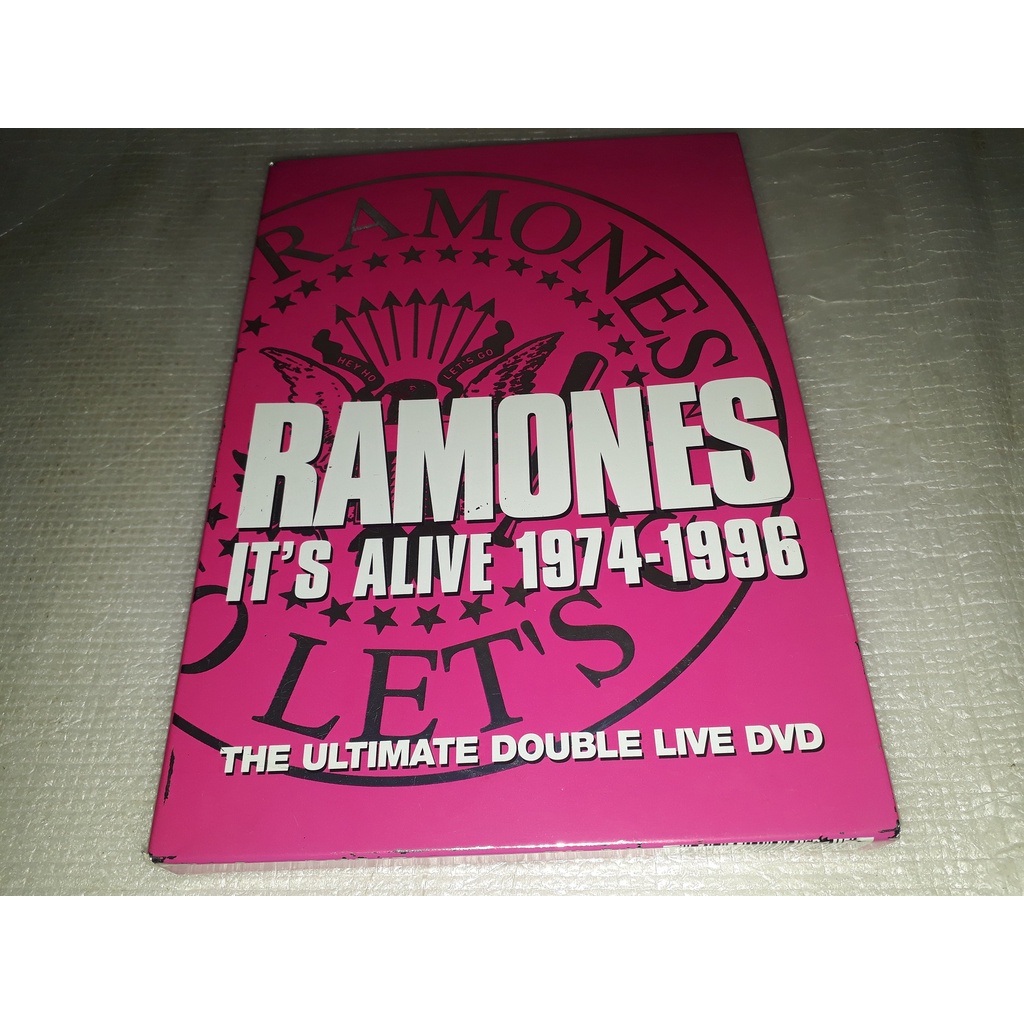 RAMONES
HEY HO
LET'S GO
RAMONES
IT'S ALIVE 1974-1996
LET'S
THE ULTIMATE DOUBLE LIVE DVD